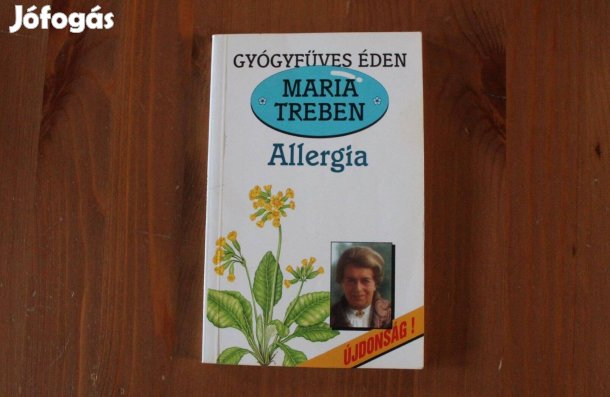 Jófogás
GYÓGYFÜVES ÉDEN
MARIA
TREBEN
Allergia
ÚJDONSÁG!